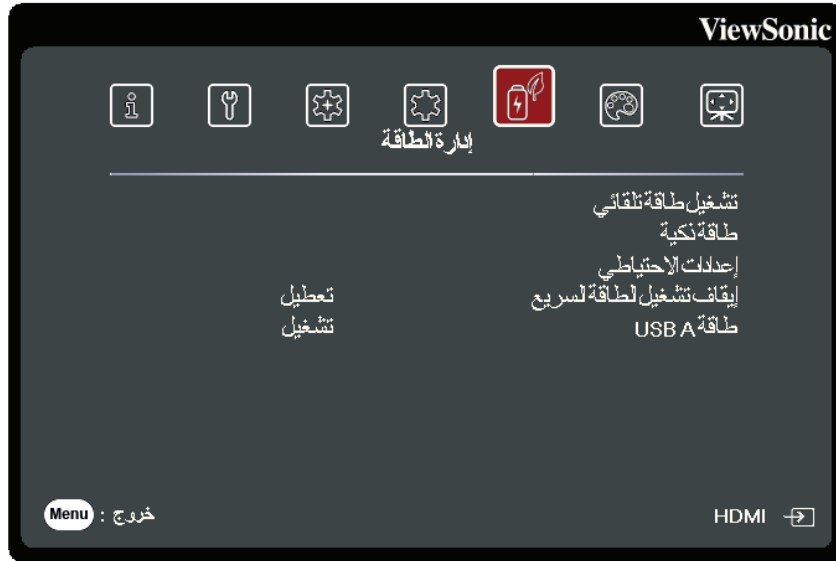 ViewSonic
إدارة الطاقة
تشغيل طاقة تلقائي
طاقة ذكية
إعدادات الاحتياطي
إيقاف تشغيل الطاقة السريع تعطيل
طاقة USB A تشغيل
HDMI
خروج : Menu